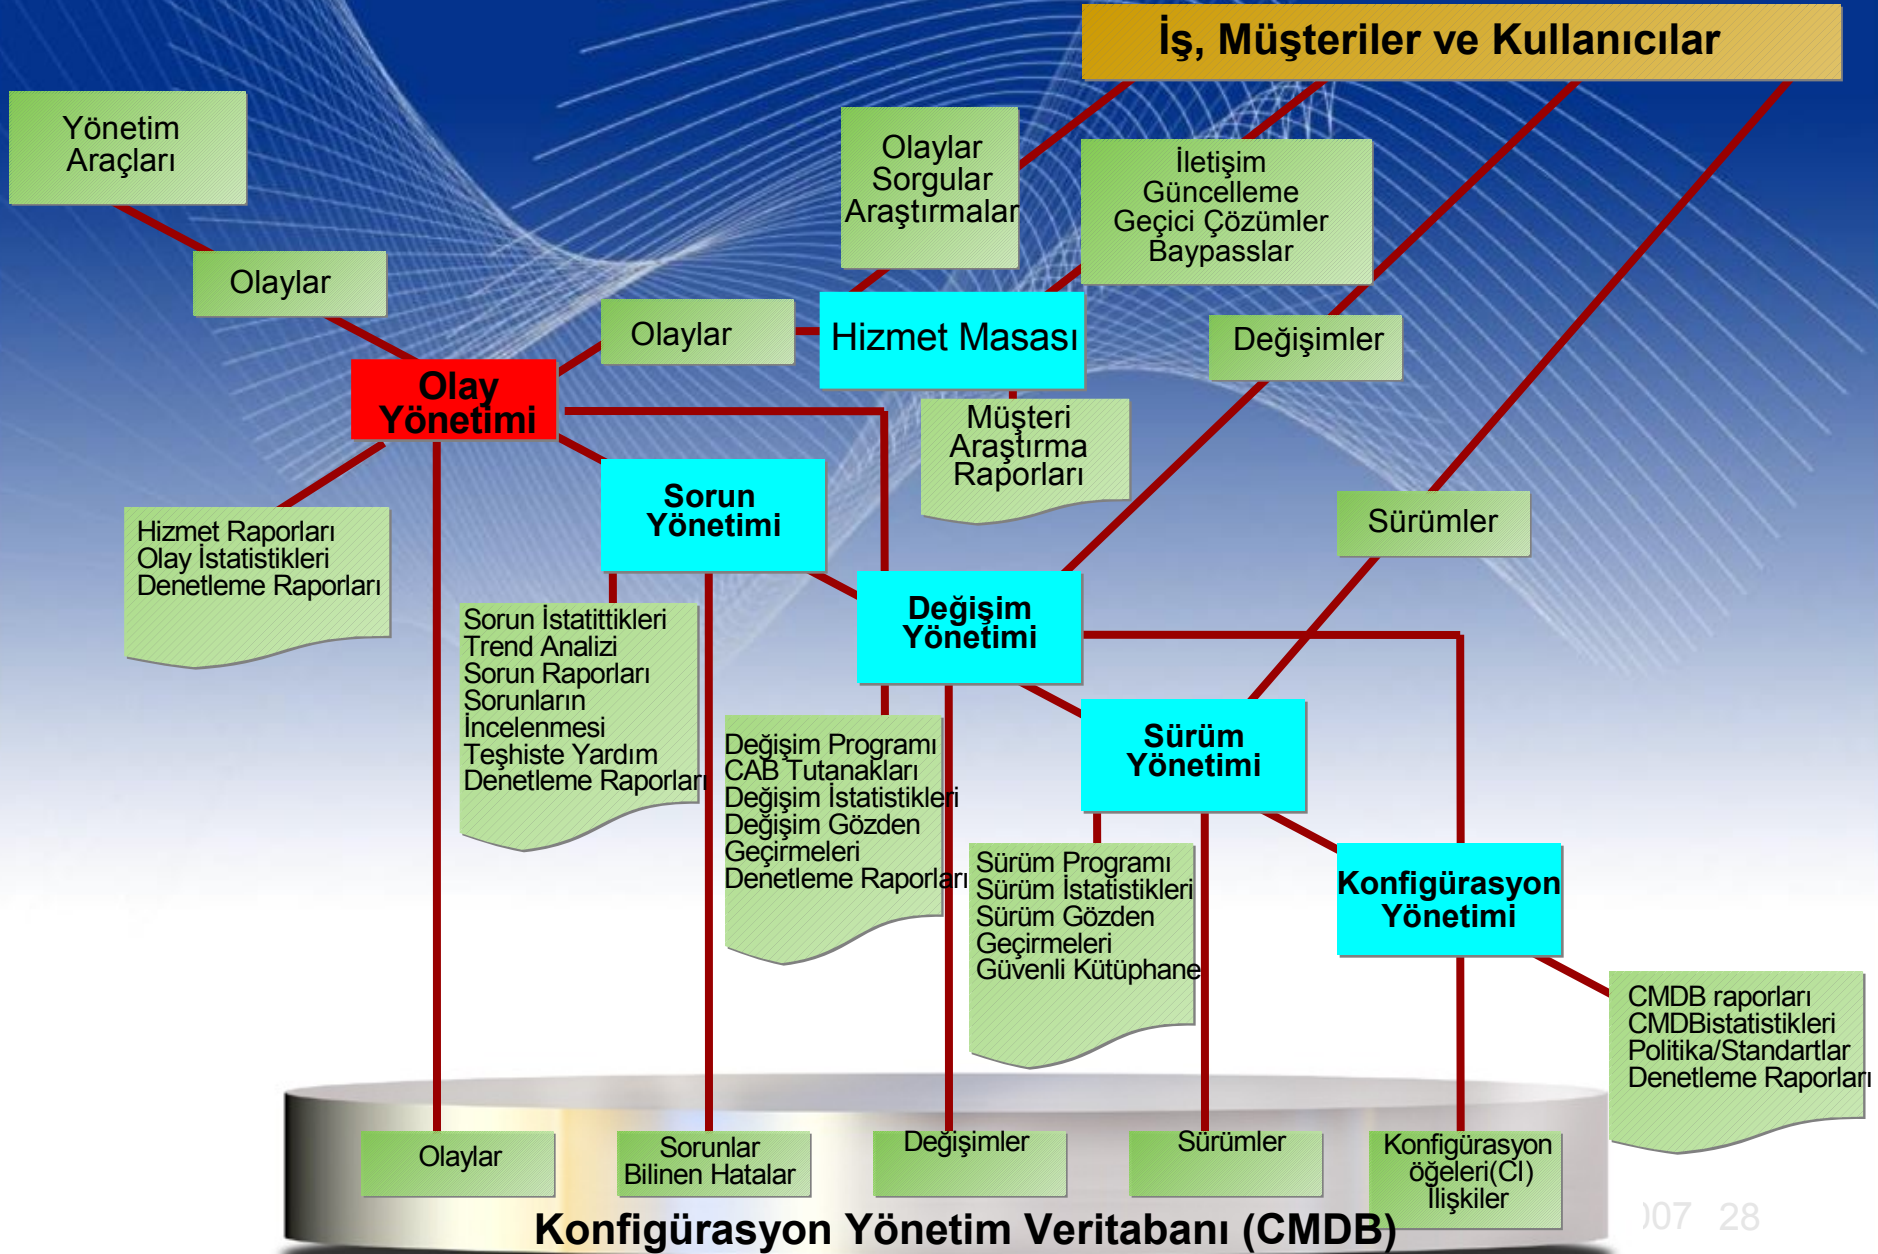 İş, Müşteriler ve Kullanıcılar
Yönetim
Araçları
Olaylar
Sorgular
Araştırmalar
İletişim
Güncelleme
Geçici Çözümler
Baypasslar
Olaylar
Olaylar
Hizmet Masası
Değişimler
Olay
Yönetimi
Müşteri
Araştırma
Raporları
Sorun
Yönetimi
Sürümler
Hizmet Raporları
Olay İstatistikleri
Denetleme Raporları
Sorun İstatittikleri
Trend Analizi
Sorun Raporları
Sorunların
İncelenmesi
Teşhiste Yardım
Denetleme Raporları
Değişim
Yönetimi
Değişim Programı
CAB Tutanakları
Değişim İstatistikleri
Değişim Gözden
Geçirmeleri
Denetleme Raporları
Sürüm
Yönetimi
Sürüm Programı
Sürüm İstatistikleri
Sürüm Gözden
Geçirmeleri
Güvenli Kütüphane
Konfigürasyon
Yönetimi
CMDB raporları
CMDBistatistikleri
Politika/Standartlar
Denetleme Raporları
Olaylar
Sorunlar
Bilinen Hatalar
Değişimler
Sürümler
Konfigürasyon
öğeleri(CI)
İlişkiler
Konfigürasyon Yönetim Veritabanı (CMDB)
28